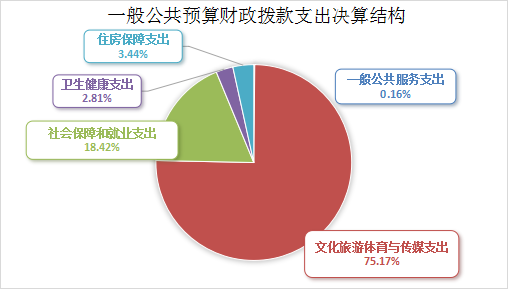 一般公共预算财政拨款支出决算结构
住房保障支出
3.44%
卫生健康支出
2.81%
一般公共服务支出
0.16%
社会保障和就业支出
18.42%
文化旅游体育与传媒支出
75.17%